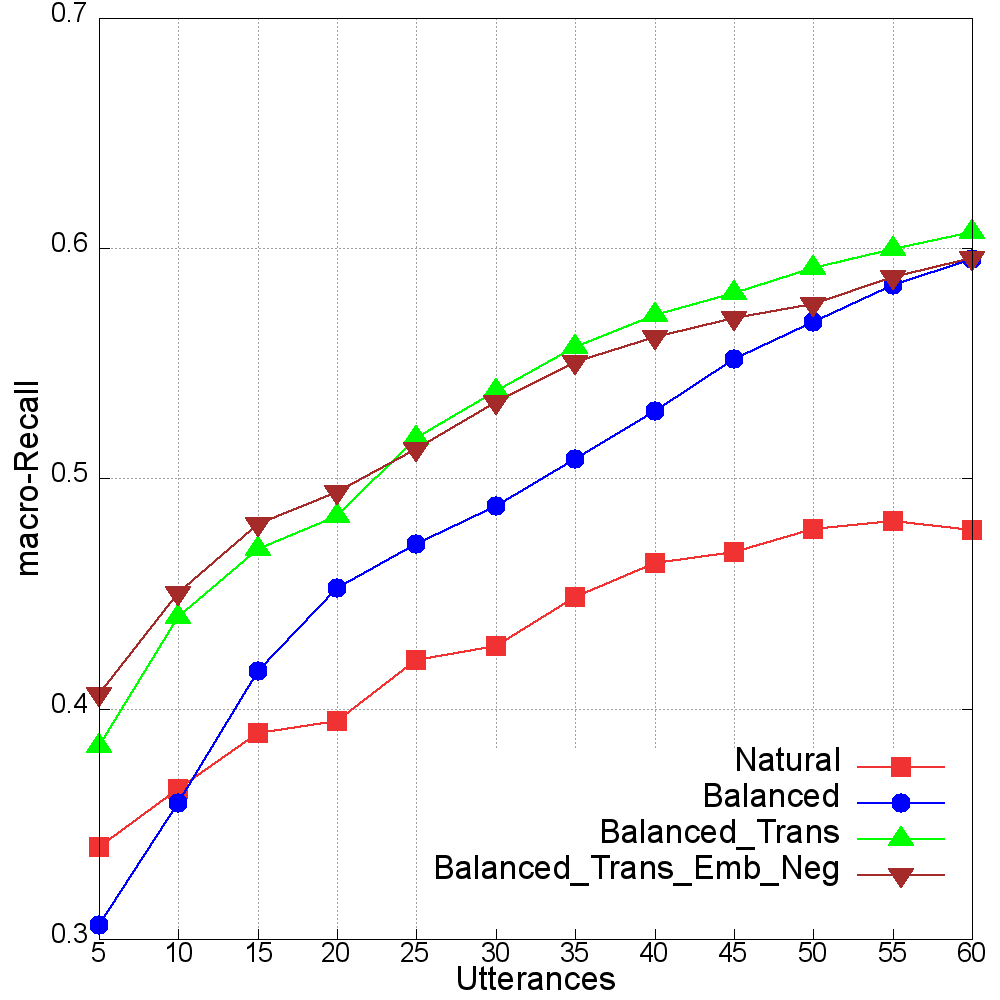 0.7
0.6
0.5
0.4
0.3
macro-Recall
Natural
Balanced
Balanced_Trans
Balanced_Trans_Emb_Neg
5 10 15 20 25 30 35 40 45 50 55 60
Utterances